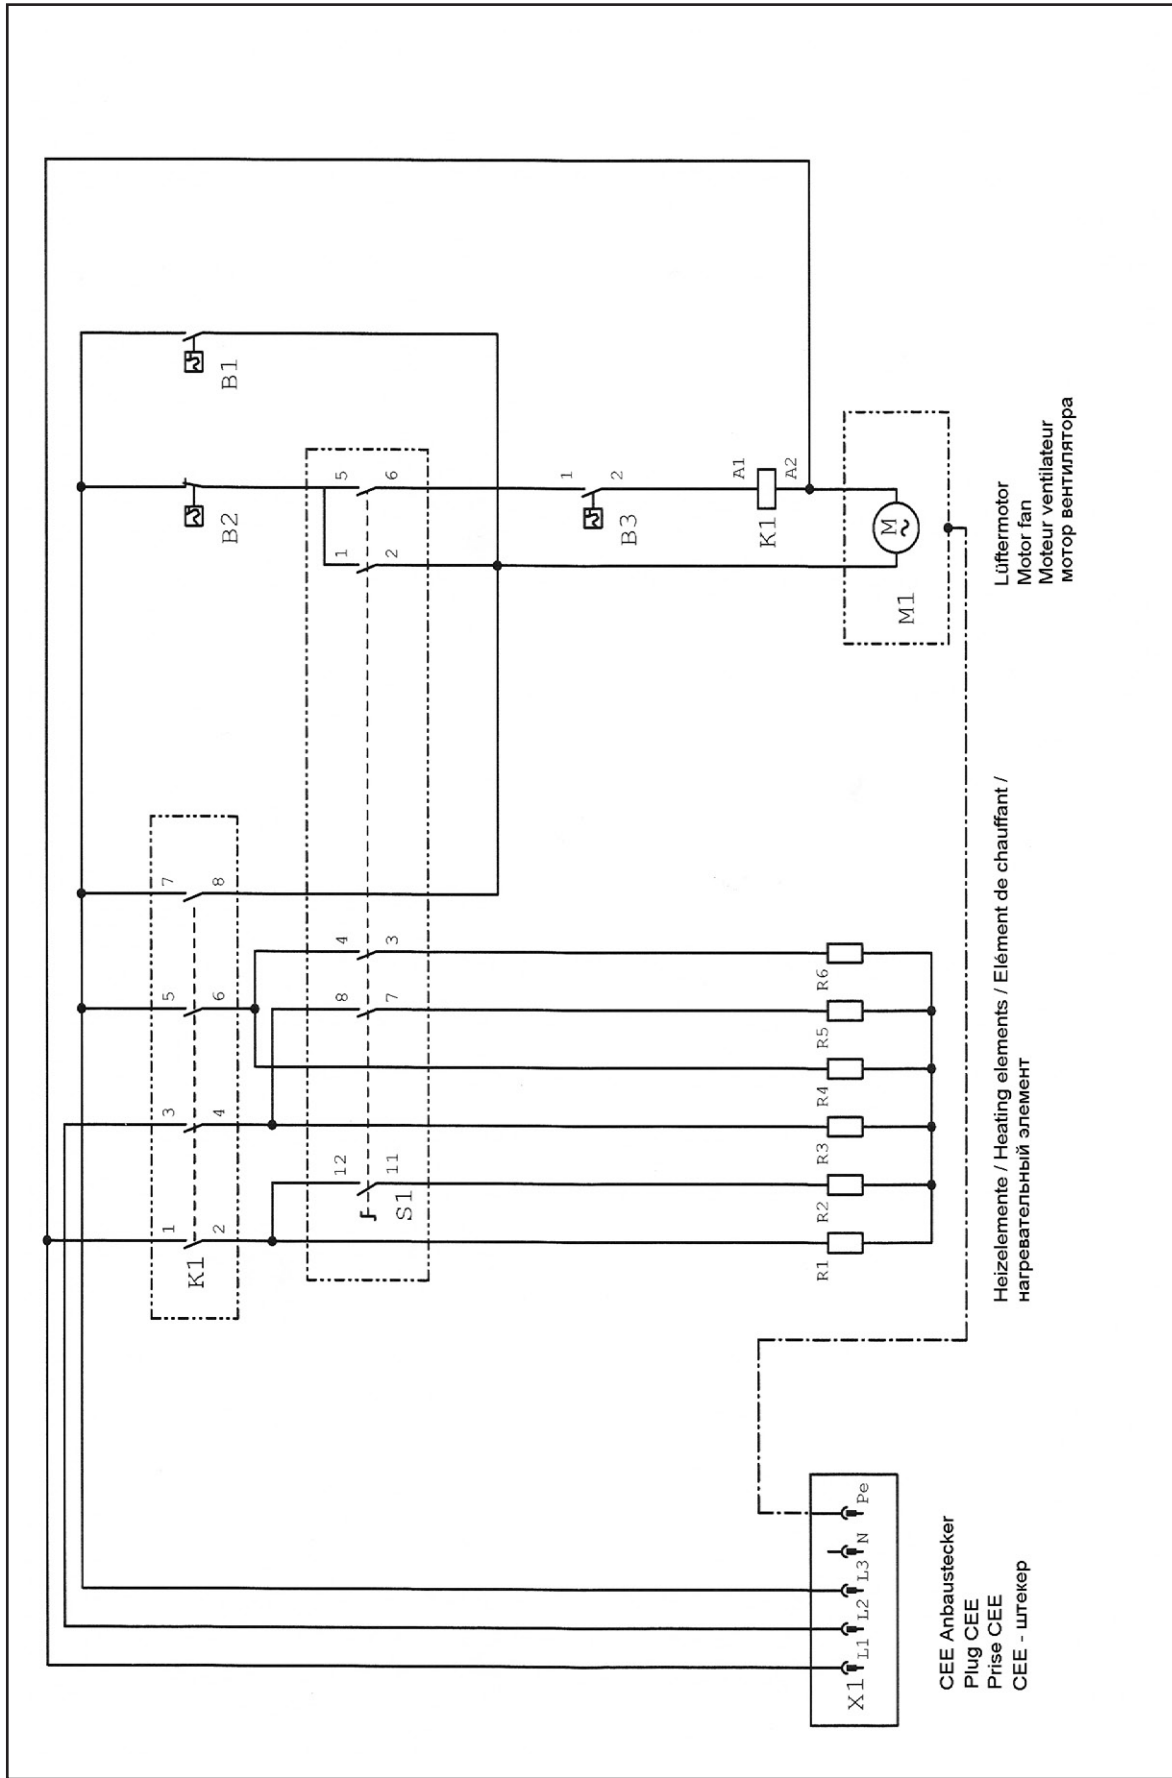 B1
B2
5
6
1
2
1
2
B3
A1
A2
K1
M
M1
Lüftermotor
Motor fan
Moteur ventilateur
мотор вентилятора
7
8
5
6
3
4
1
2
K1
4
3
8
7
12
11
S1
R6
R5
R4
R3
R2
R1
Heizelemente / Heating elements / Elément de chauffant /
нагревательный элемент
Pe
N
L3
L2
L1
X1
CEE Anbaustecker
Plug CEE
Prise CEE
CEE - штекер